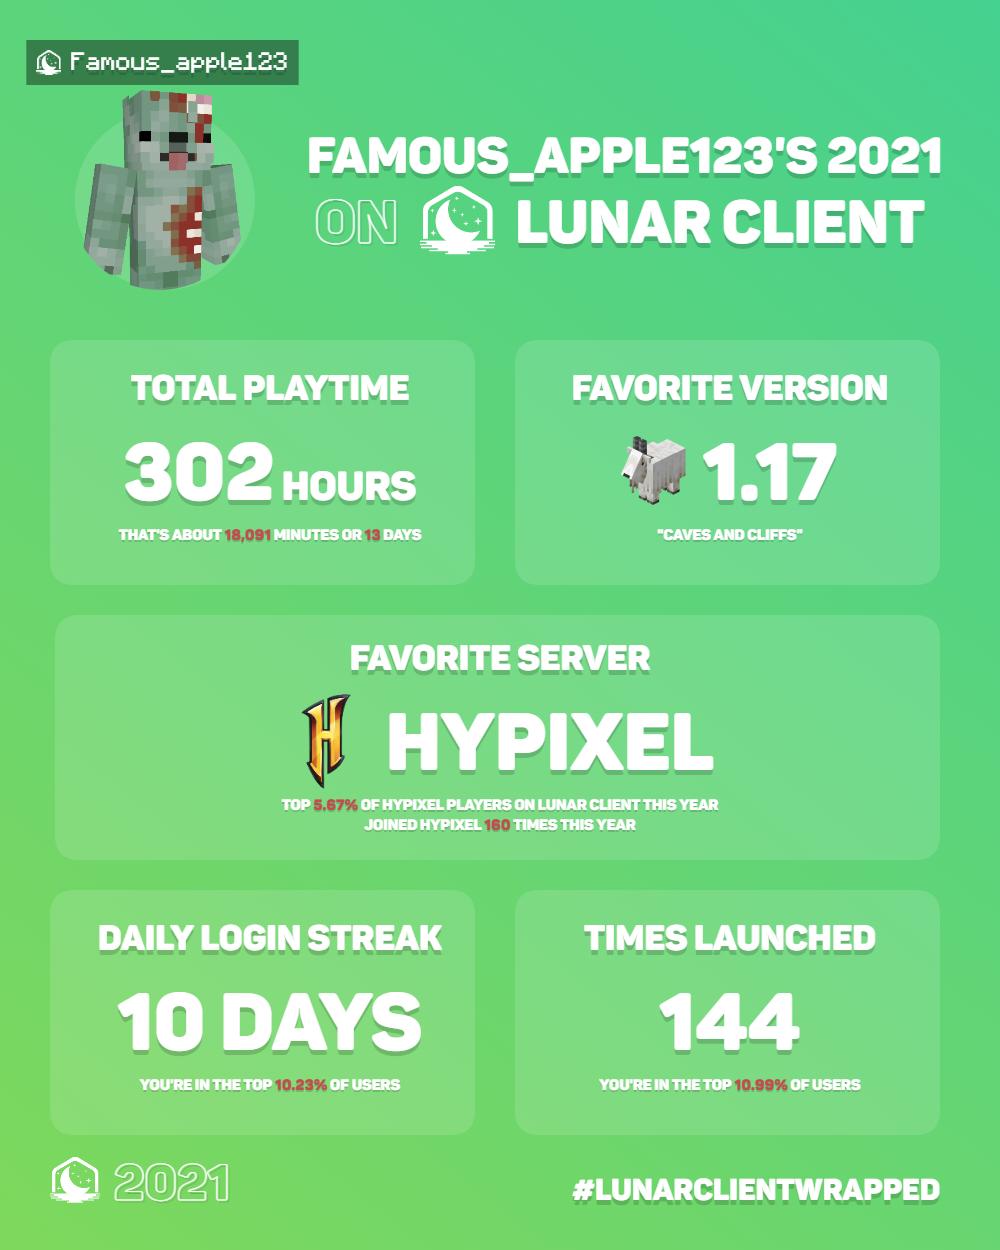 Famous_apple123
FAMOUS_APPLE123'S 2021
ON LUNAR CLIENT
TOTAL PLAYTIME
302 HOURS
THAT'S ABOUT 18,091 MINUTES OR 13 DAYS
FAVORITE VERSION
1.17
"CAVES AND CLIFFS"
FAVORITE SERVER
H HYPIXEL
TOP 5.67% OF HYPIXEL PLAYERS ON LUNAR CLIENT THIS YEAR
JOINED HYPIXEL 160 TIMES THIS YEAR
DAILY LOGIN STREAK
10 DAYS
YOU'RE IN THE TOP 10.23% OF USERS
TIMES LAUNCHED
144
YOU'RE IN THE TOP 10.99% OF USERS
2021
#LUNARCLIENTWRAPPED